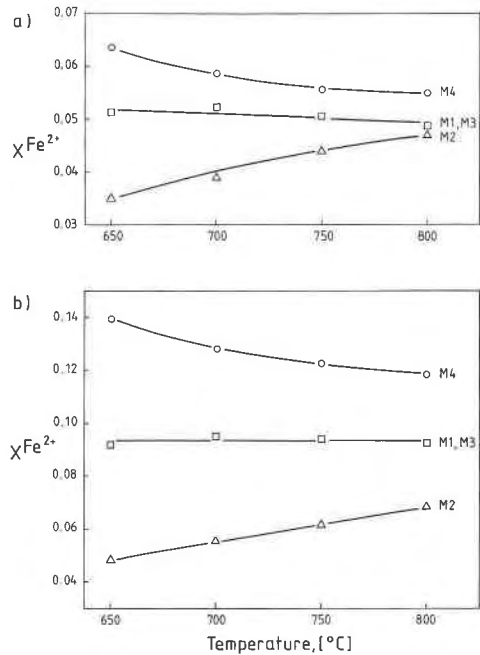 a)
0,07
0,06
0,05
0,04
0,03
XFe2+
M4
M1,M3
M2
650
700
750
800
b)
0,14
0,12
0,10
0,08
0,06
0,04
XFe2+
M4
M1,M3
M2
650
700
750
800
Temperature,[°C]